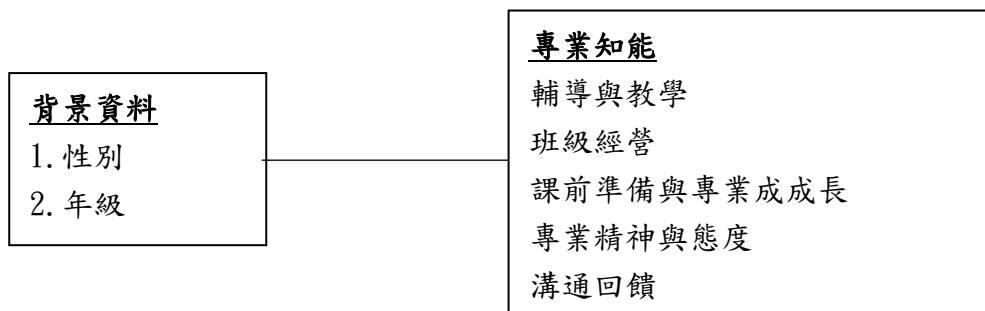 背景資料
1.性別
2.年級
專業知能
輔導與教學
班級經營
課前準備與專業成成長
專業精神與態度
溝通回饋